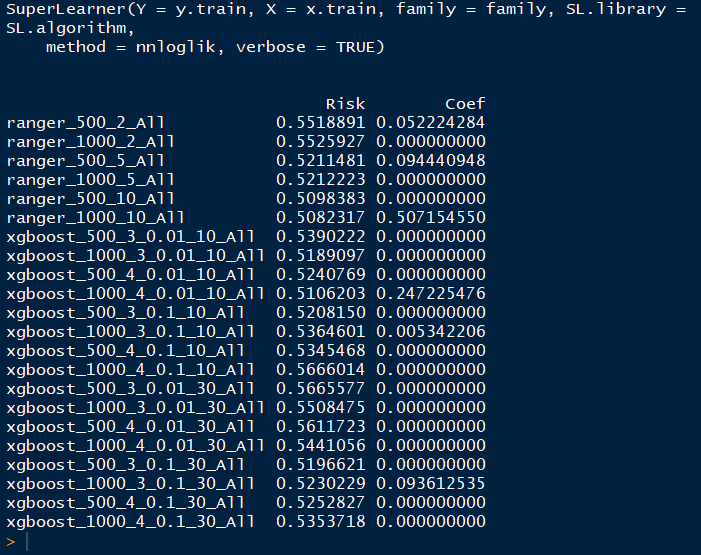 SuperLearner(Y = y.train, X = x.train, family = family, SL.library =
SL.algorithm,
    method = nnloglik, verbose = TRUE)
Risk Coef
ranger_500_2_All 0.5518891 0.052224284
ranger_1000_2_All 0.5525927 0.000000000
ranger_500_5_All 0.5211481 0.094440948
ranger_1000_5_All 0.5212223 0.000000000
ranger_500_10_All 0.5098383 0.000000000
ranger_1000_10_All 0.5082317 0.507154550
xgboost_500_3_0.01_10_All 0.5390222 0.000000000
xgboost_1000_3_0.01_10_All 0.5189097 0.000000000
xgboost_500_4_0.01_10_All 0.5240769 0.000000000
xgboost_1000_4_0.01_10_All 0.5106203 0.247225476
xgboost_500_3_0.1_10_All 0.5208150 0.000000000
xgboost_1000_3_0.1_10_All 0.5364601 0.005342206
xgboost_500_4_0.1_10_All 0.5345468 0.000000000
xgboost_1000_4_0.1_10_All 0.5666014 0.000000000
xgboost_500_3_0.01_30_All 0.5665577 0.000000000
xgboost_1000_3_0.01_30_All 0.5508475 0.000000000
xgboost_500_4_0.01_30_All 0.5611723 0.000000000
xgboost_1000_4_0.01_30_All 0.5441056 0.000000000
xgboost_500_3_0.1_30_All 0.5196621 0.000000000
xgboost_1000_3_0.1_30_All 0.5230229 0.093612535
xgboost_500_4_0.1_30_All 0.5252827 0.000000000
xgboost_1000_4_0.1_30_All 0.5353718 0.000000000
>